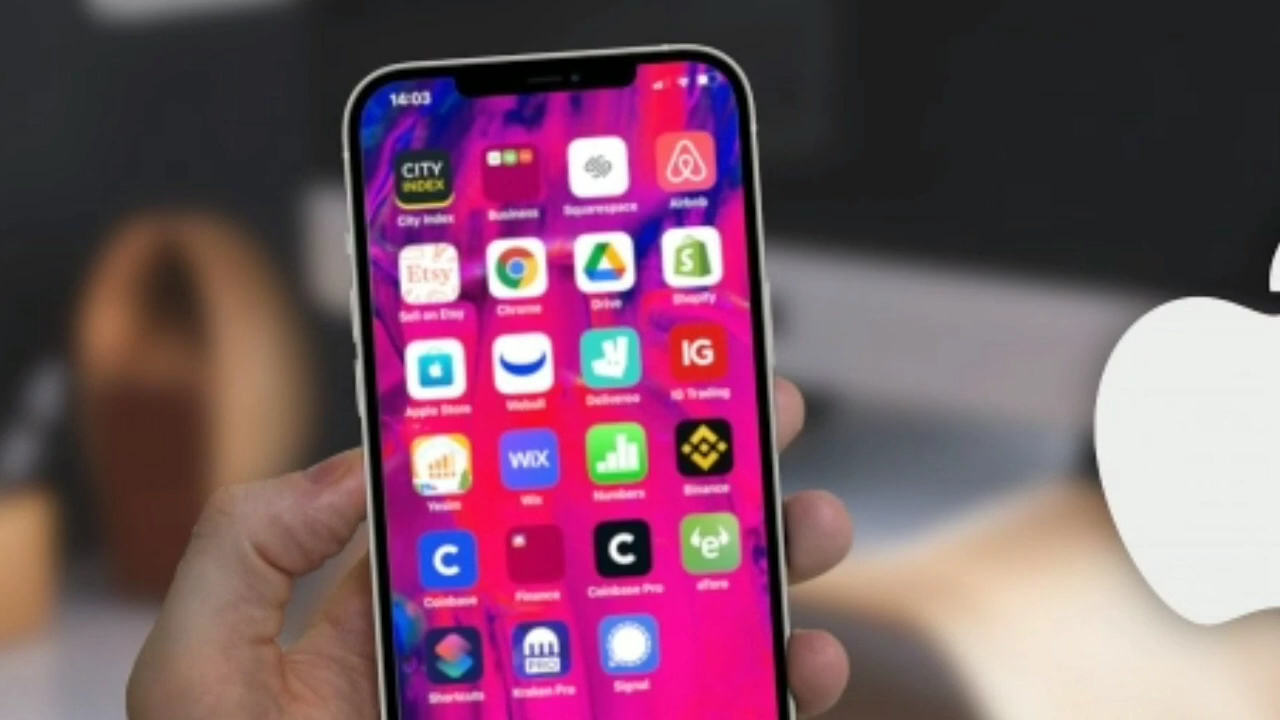 14:03
CITY
INDEX
City Index Business Squarespace Airbnb
Etsy
Sell on Etsy Chrome Drive Shopify
S
IG
Apple Store Webull Deliveroo IG Trading
WIX
Yesim Wix Numbers Binance
C C e
Coinbase Finance Coinbase Pro eToro
PRO
Shortcuts Kraken Pro Signal